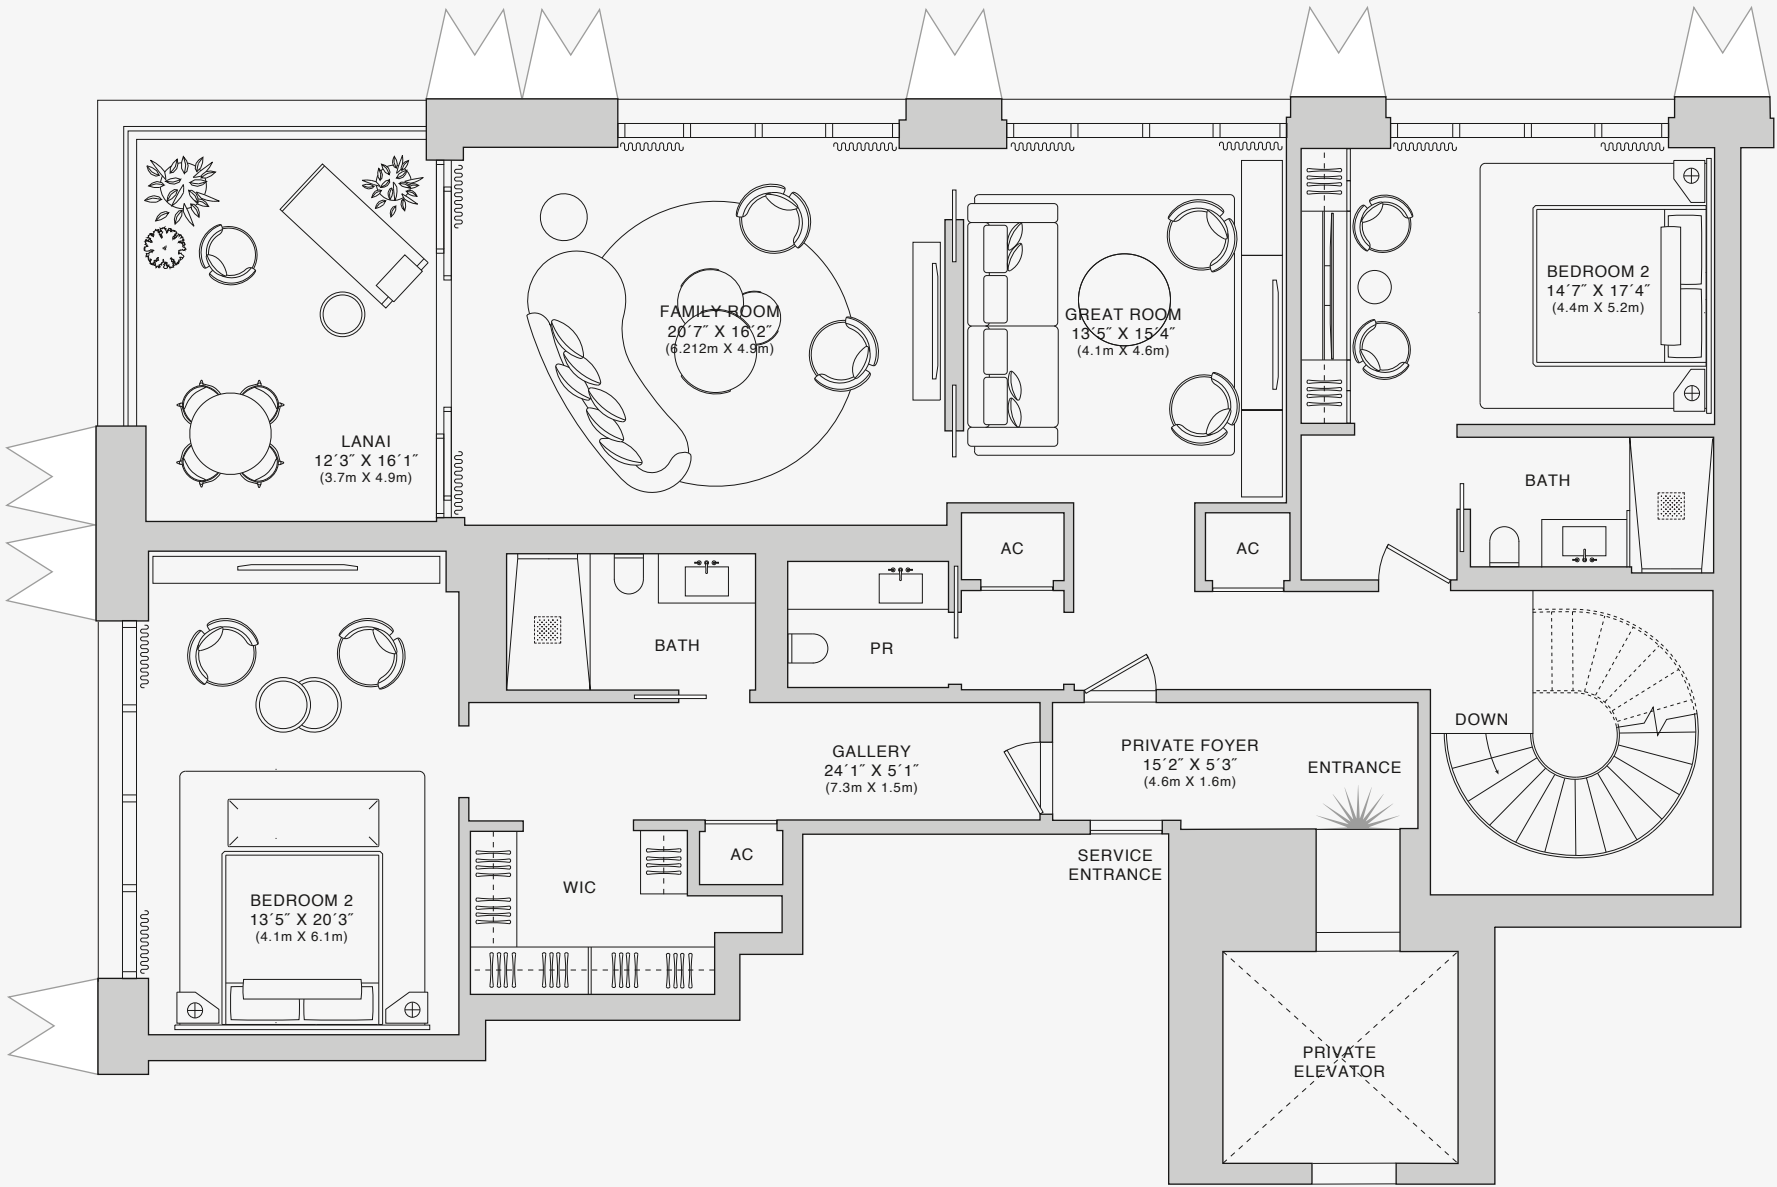 BEDROOM 2
14´7˝ X 17´4˝
(4.4m X 5.2m)
FAMILY ROOM
20´7˝ X 16´2˝
(6.212m X 4.9m)
GREAT ROOM
13´5˝ X 15´4˝
(4.1m X 4.6m)
LANAI
12´3˝ X 16´1˝
(3.7m X 4.9m)
BATH
AC
AC
BATH
PR
DOWN
GALLERY
24´1˝ X 5´1˝
(7.3m X 1.5m)
PRIVATE FOYER
15´2˝ X 5´3˝
(4.6m X 1.6m)
ENTRANCE
AC
SERVICE
ENTRANCE
WIC
BEDROOM 2
13´5˝ X 20´3˝
(4.1m X 6.1m)
PRIVATE
ELEVATOR